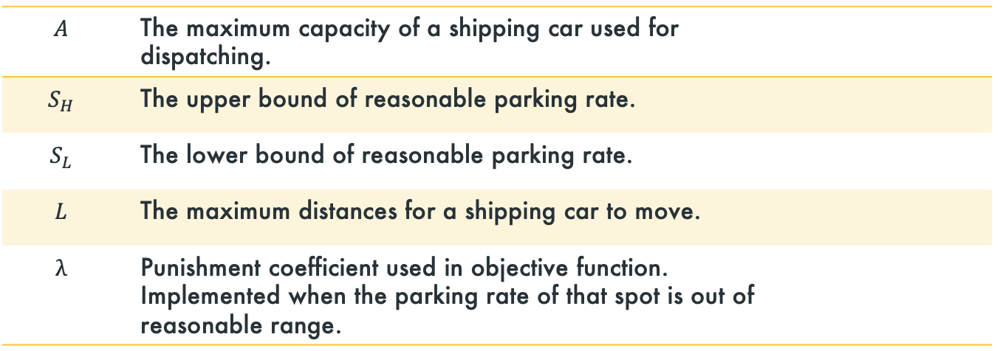 A The maximum capacity of a shipping car used for
dispatching.
S_H The upper bound of reasonable parking rate.
S_L The lower bound of reasonable parking rate.
L The maximum distances for a shipping car to move.
λ Punishment coefficient used in objective function.
Implemented when the parking rate of that spot is out of
reasonable range.